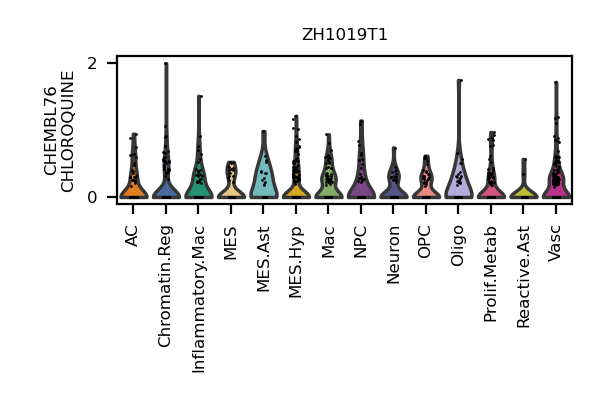 ZH1019T1
CHEMBL76
CHLOROQUINE
2
0
AC
Chromatin.Reg
Inflammatory.Mac
MES
MES.Ast
MES.Hyp
Mac
NPC
Neuron
OPC
Oligo
Prolif.Metab
Reactive.Ast
Vasc